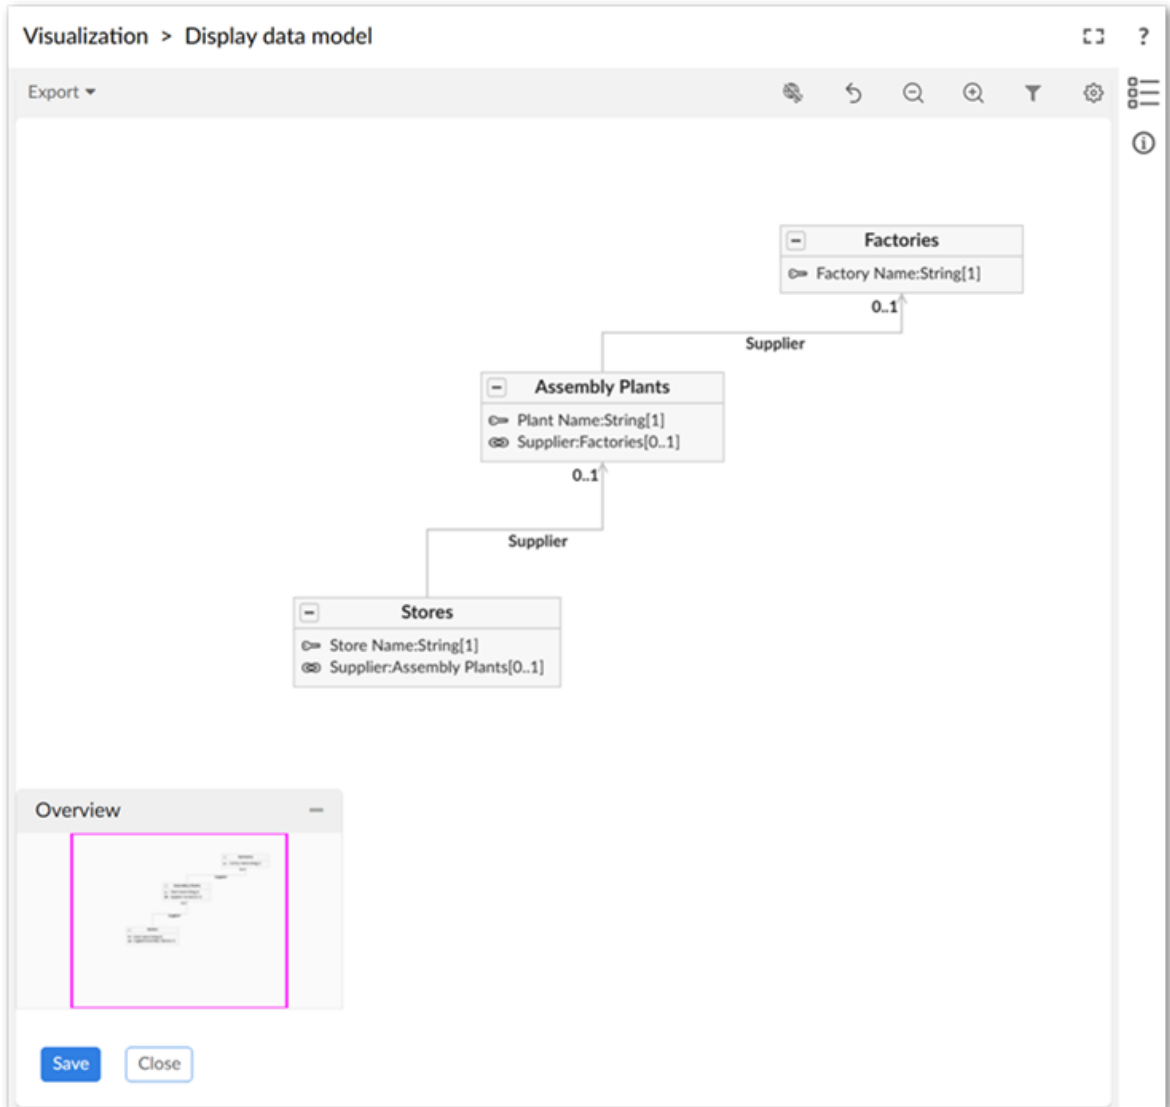 Visualization > Display data model
?
Export
Factories
Factory Name:String[1]
0..1
Supplier
Assembly Plants
Plant Name:String[1]
Supplier:Factories[0..1]
0..1
Supplier
Stores
Store Name:String[1]
Supplier:Assembly Plants[0..1]
Overview
Save Close